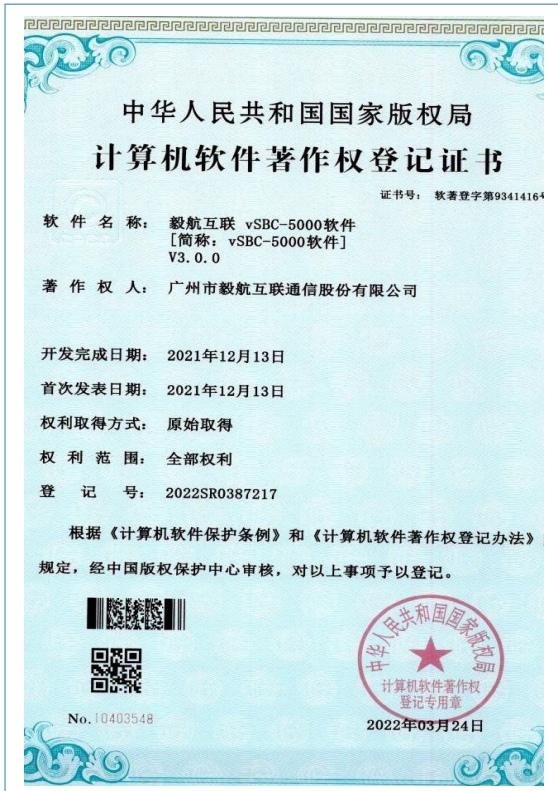 中华人民共和国国家版权局
计算机软件著作权登记证书
证书号： 软著登字第9341416号
软 件 名 称： 毅航互联 vSBC-5000软件
[简称：vSBC-5000软件]
V3.0.0
著 作 权 人： 广州市毅航互联通信股份有限公司
开发完成日期： 2021年12月13日
首次发表日期： 2021年12月13日
权利取得方式： 原始取得
权 利 范 围： 全部权利
登 记 号： 2022SR0387217
根据《计算机软件保护条例》和《计算机软件著作权登记办法》
规定，经中国版权保护中心审核，对以上事项予以登记。
中华人民共和国国家版权局
计算机软件著作权
登记专用章
No. 10403548
2022年03月24日